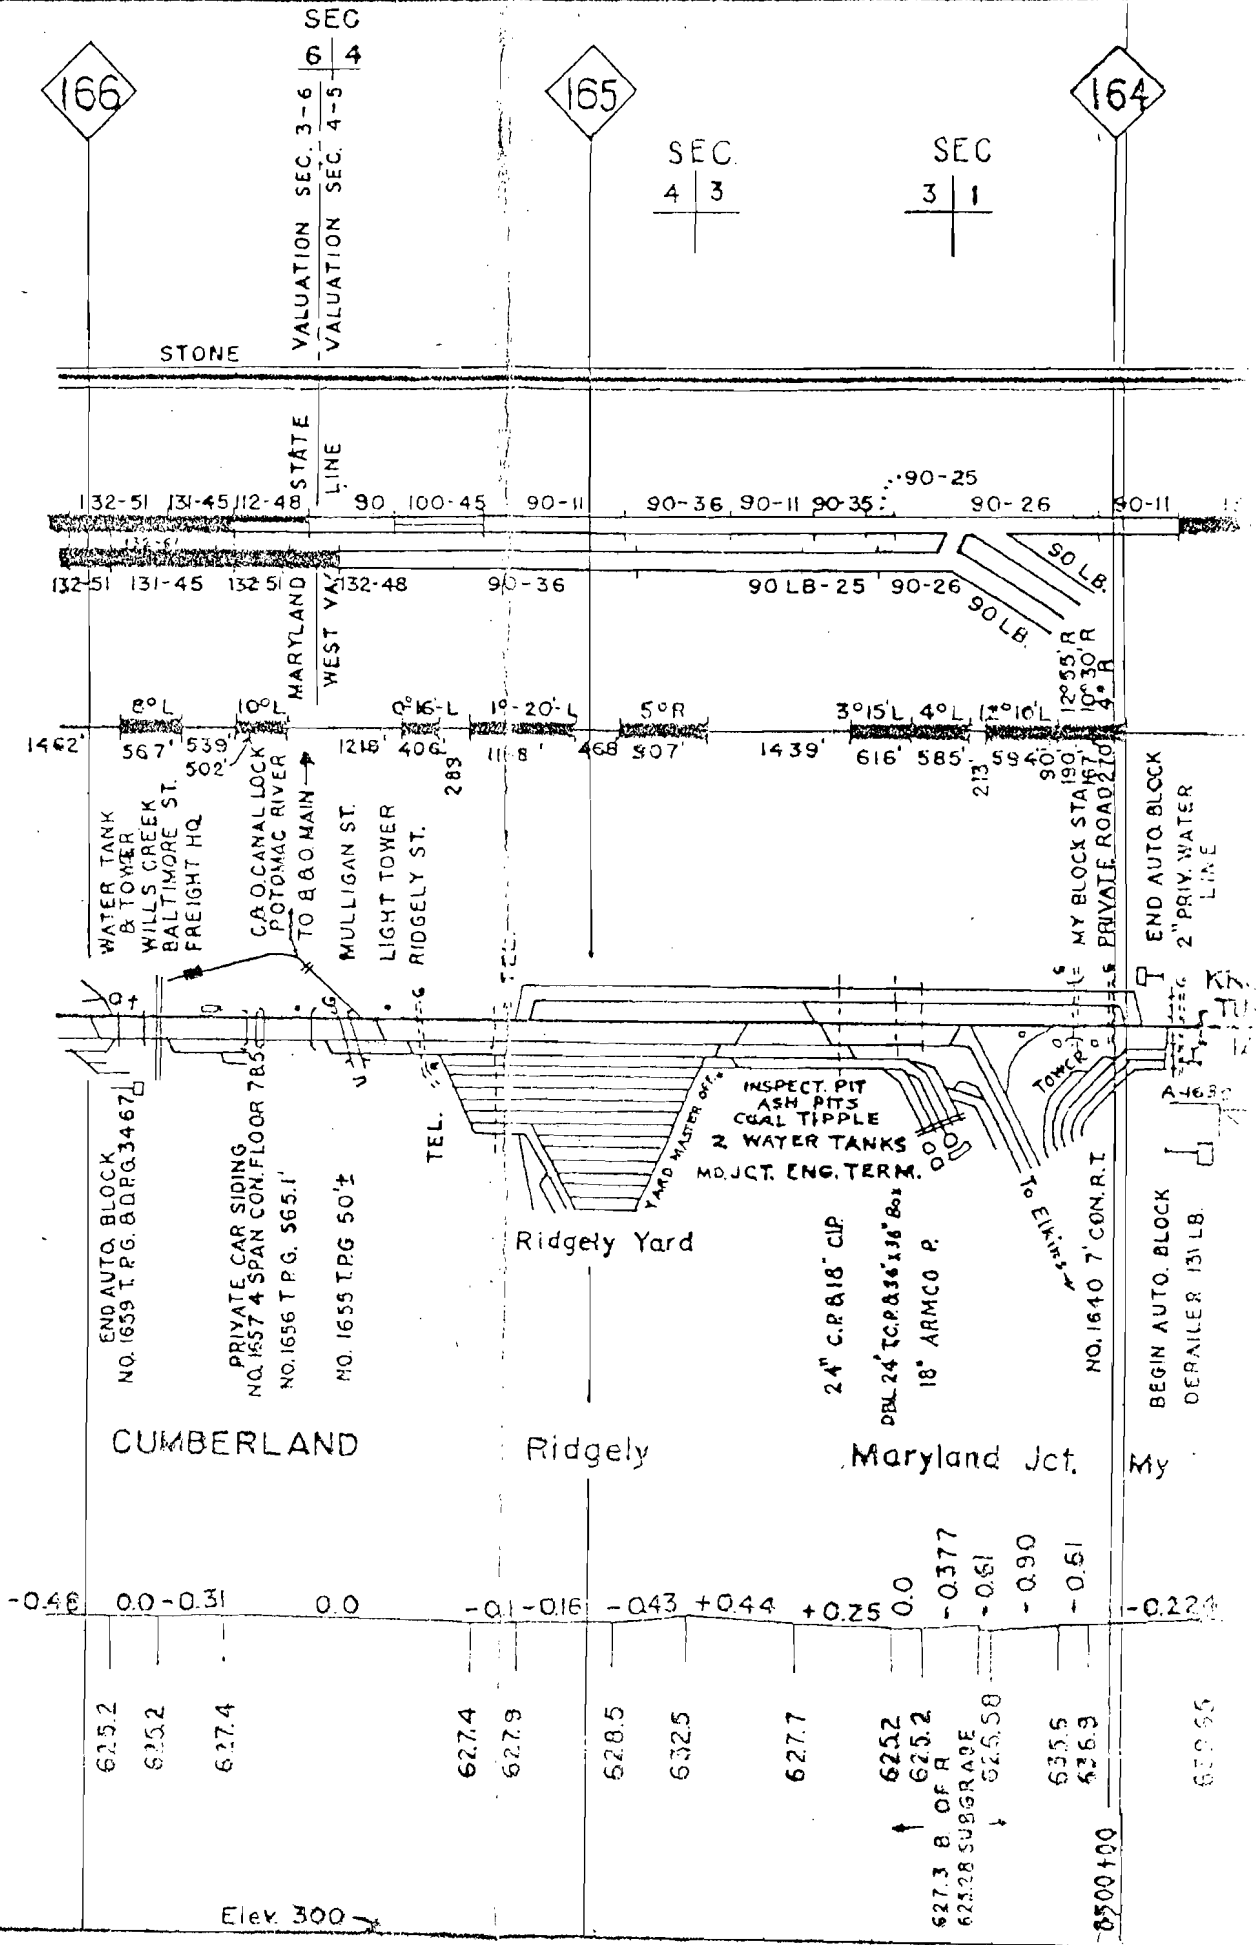 SEC
6 4
166
165
164
VALUATION SEC. 3-6
VALUATION SEC. 4-5
SEC.
4 3
SEC
3 1
STONE
STATE
LINE
90-25
132-51 131-45 112-48 90 100-45 90-11 90-36 90-11 90-35 90-26 90-11
132-51 131-45 132-51 132-48 90-36 90 LB-25 90-26
90 LB.
90 LB.
MARYLAND
WEST VA.
8°L 10°L 0°16'-L 1°-20'-L 5°R 3°15'L 4°L 12°10'L 12°55'R 10°30'R 4° R
1462' 567' 539' 502' 1218' 406' 289 1118' 468 907' 1439' 616' 585' 213 594' 90' 190' 167' 270'
WATER TANK
& TOWER
WILLS CREEK
BALTIMORE ST.
FREIGHT HQ
C.& O. CANAL LOCK
POTOMAC RIVER
TO B&O MAIN
MULLIGAN ST.
LIGHT TOWER
RIDGELY ST.
TEL.
MY BLOCK STA.
PRIVATE ROAD
END AUTO. BLOCK
2" PRIV. WATER
LINE
TOWER
TEL.
YARD MASTER OFF.
INSPECT. PIT
ASH PITS
COAL TIPPLE
2 WATER TANKS
MD. JCT. ENG. TERM.
TO ELKINS
Ridgely Yard
END AUTO. BLOCK
NO. 1659 T.P.G. & D.P.G. 3467
PRIVATE CAR SIDING
NO. 1657 4 SPAN CON. FLOOR 785'
NO. 1656 T.P.G. 565.1'
NO. 1655 T.P.G 50'±
24" C.P. & 18" C.I.P.
DBL. 24" T.C.P. & 36" x 36" Box
18" ARMCO P.
NO. 1640 7' CON. R.T.
BEGIN AUTO. BLOCK
DERAILER 131 LB.
CUMBERLAND
Ridgely
Maryland Jct.
My
-0.46 0.0 -0.31 0.0 -0.1 -0.16 -0.43 +0.44 +0.25 0.0 -0.377 -0.61 -0.90 -0.61
625.2
625.2
627.4
627.4
627.9
628.5
632.5
627.7
625.2
625.2
627.3 B. OF R
625.28 SUBGRADE
626.58
635.6
636.9
8500+00
Elev. 300